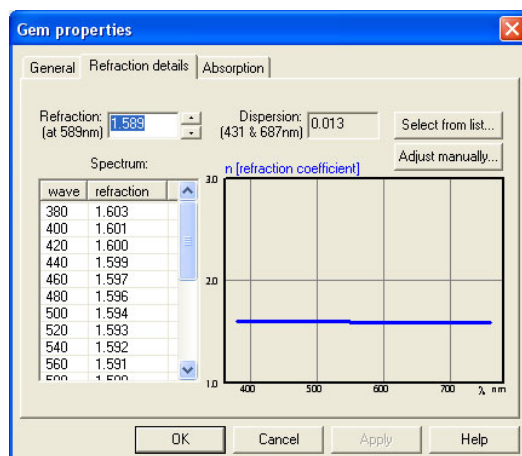 Gem properties
General Refraction details Absorption
Refraction: 1.589
(at 589nm)
Dispersion: 0.013
(431 & 687nm)
Select from list...
Adjust manually...
Spectrum:
n [refraction coefficient]
wave refraction
380 1.603
400 1.601
420 1.600
440 1.599
460 1.597
480 1.596
500 1.594
520 1.593
540 1.592
560 1.591
3.0
2.0
1.0
400 500 600 700 λ, nm
OK Cancel Apply Help